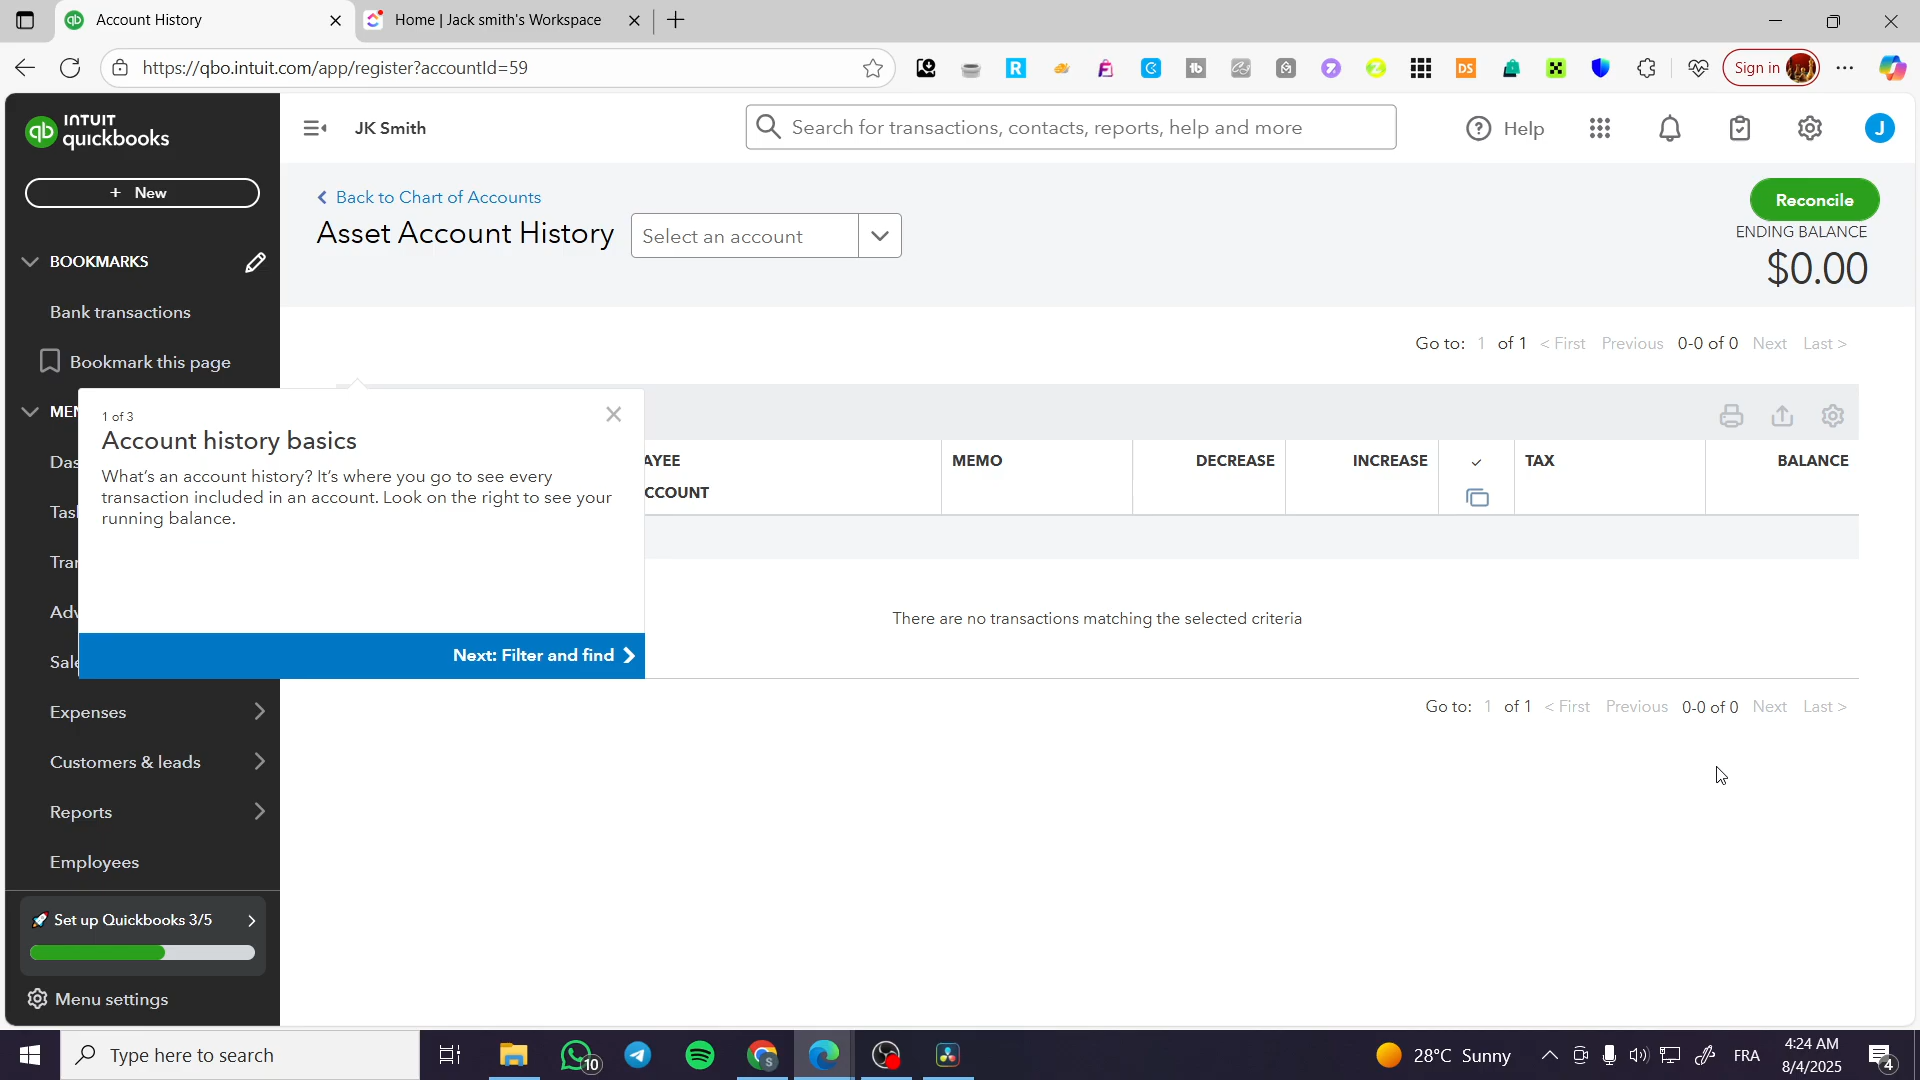 Account History
Home | Jack smith's Workspace
https://qbo.intuit.com/app/register?accountId=59
Sign in
INTUIT
quickbooks
JK Smith
Search for transactions, contacts, reports, help and more
Help
J
+ New
< Back to Chart of Accounts
Asset Account History
Select an account
Reconcile
ENDING BALANCE
$0.00
BOOKMARKS
Bank transactions
Bookmark this page
Go to: 1 of 1 < First Previous 0-0 of 0 Next Last >
1 of 3
Account history basics
What's an account history? It's where you go to see every
transaction included in an account. Look on the right to see your
running balance.
Next: Filter and find >
AYEE
CCOUNT
MEMO
DECREASE
INCREASE
✓
TAX
BALANCE
There are no transactions matching the selected criteria
Go to: 1 of 1 < First Previous 0-0 of 0 Next Last >
Expenses
Customers & leads
Reports
Employees
Set up Quickbooks 3/5
Menu settings
Type here to search
10
28°C Sunny
FRA
4:24 AM
8/4/2025
4